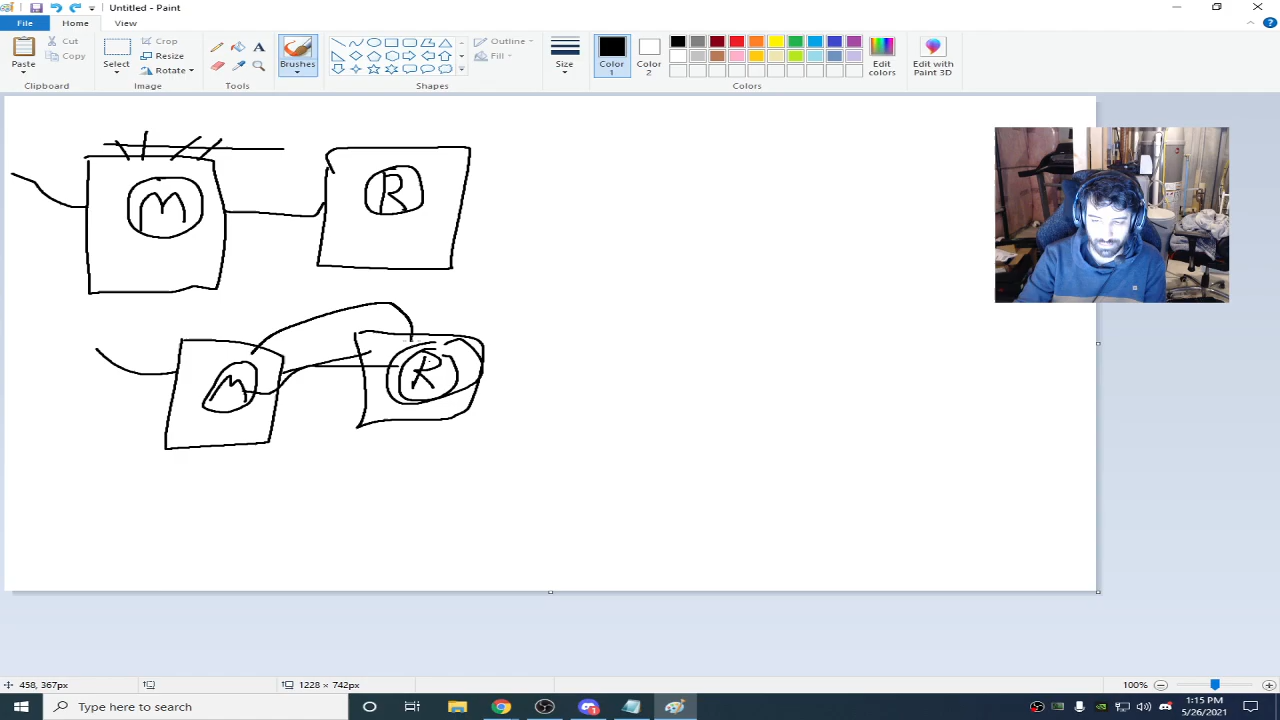 Untitled - Paint
File Home View
Paste
Cut
Copy
Clipboard
Select
Crop
Resize
Rotate
Image
Tools
Brushes
Shapes
Outline
Fill
Size
Color
1
Color
2
Edit
colors
Colors
Edit with
Paint 3D
M
R
M
R
458, 367px
1228 × 742px
100%
Type here to search
1:15 PM
5/26/2021